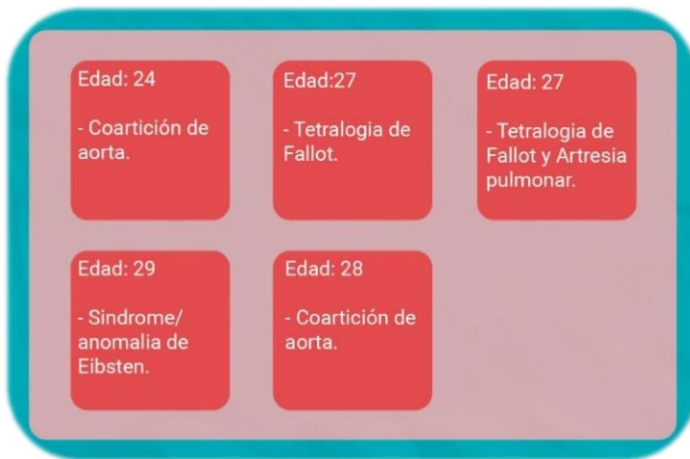 Edad: 24
- Coartición de
aorta.
Edad:27
- Tetralogia de
Fallot.
Edad: 27
- Tetralogia de
Fallot y Artresia
pulmonar.
Edad: 29
- Sindrome/
anomalia de
Eibsten.
Edad: 28
- Coartición de
aorta.